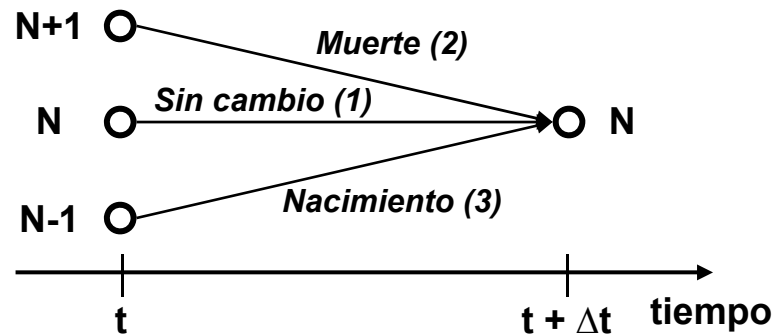 N+1
Muerte (2)
Sin cambio (1)
N
N
N-1
Nacimiento (3)
t
t + Δt
tiempo